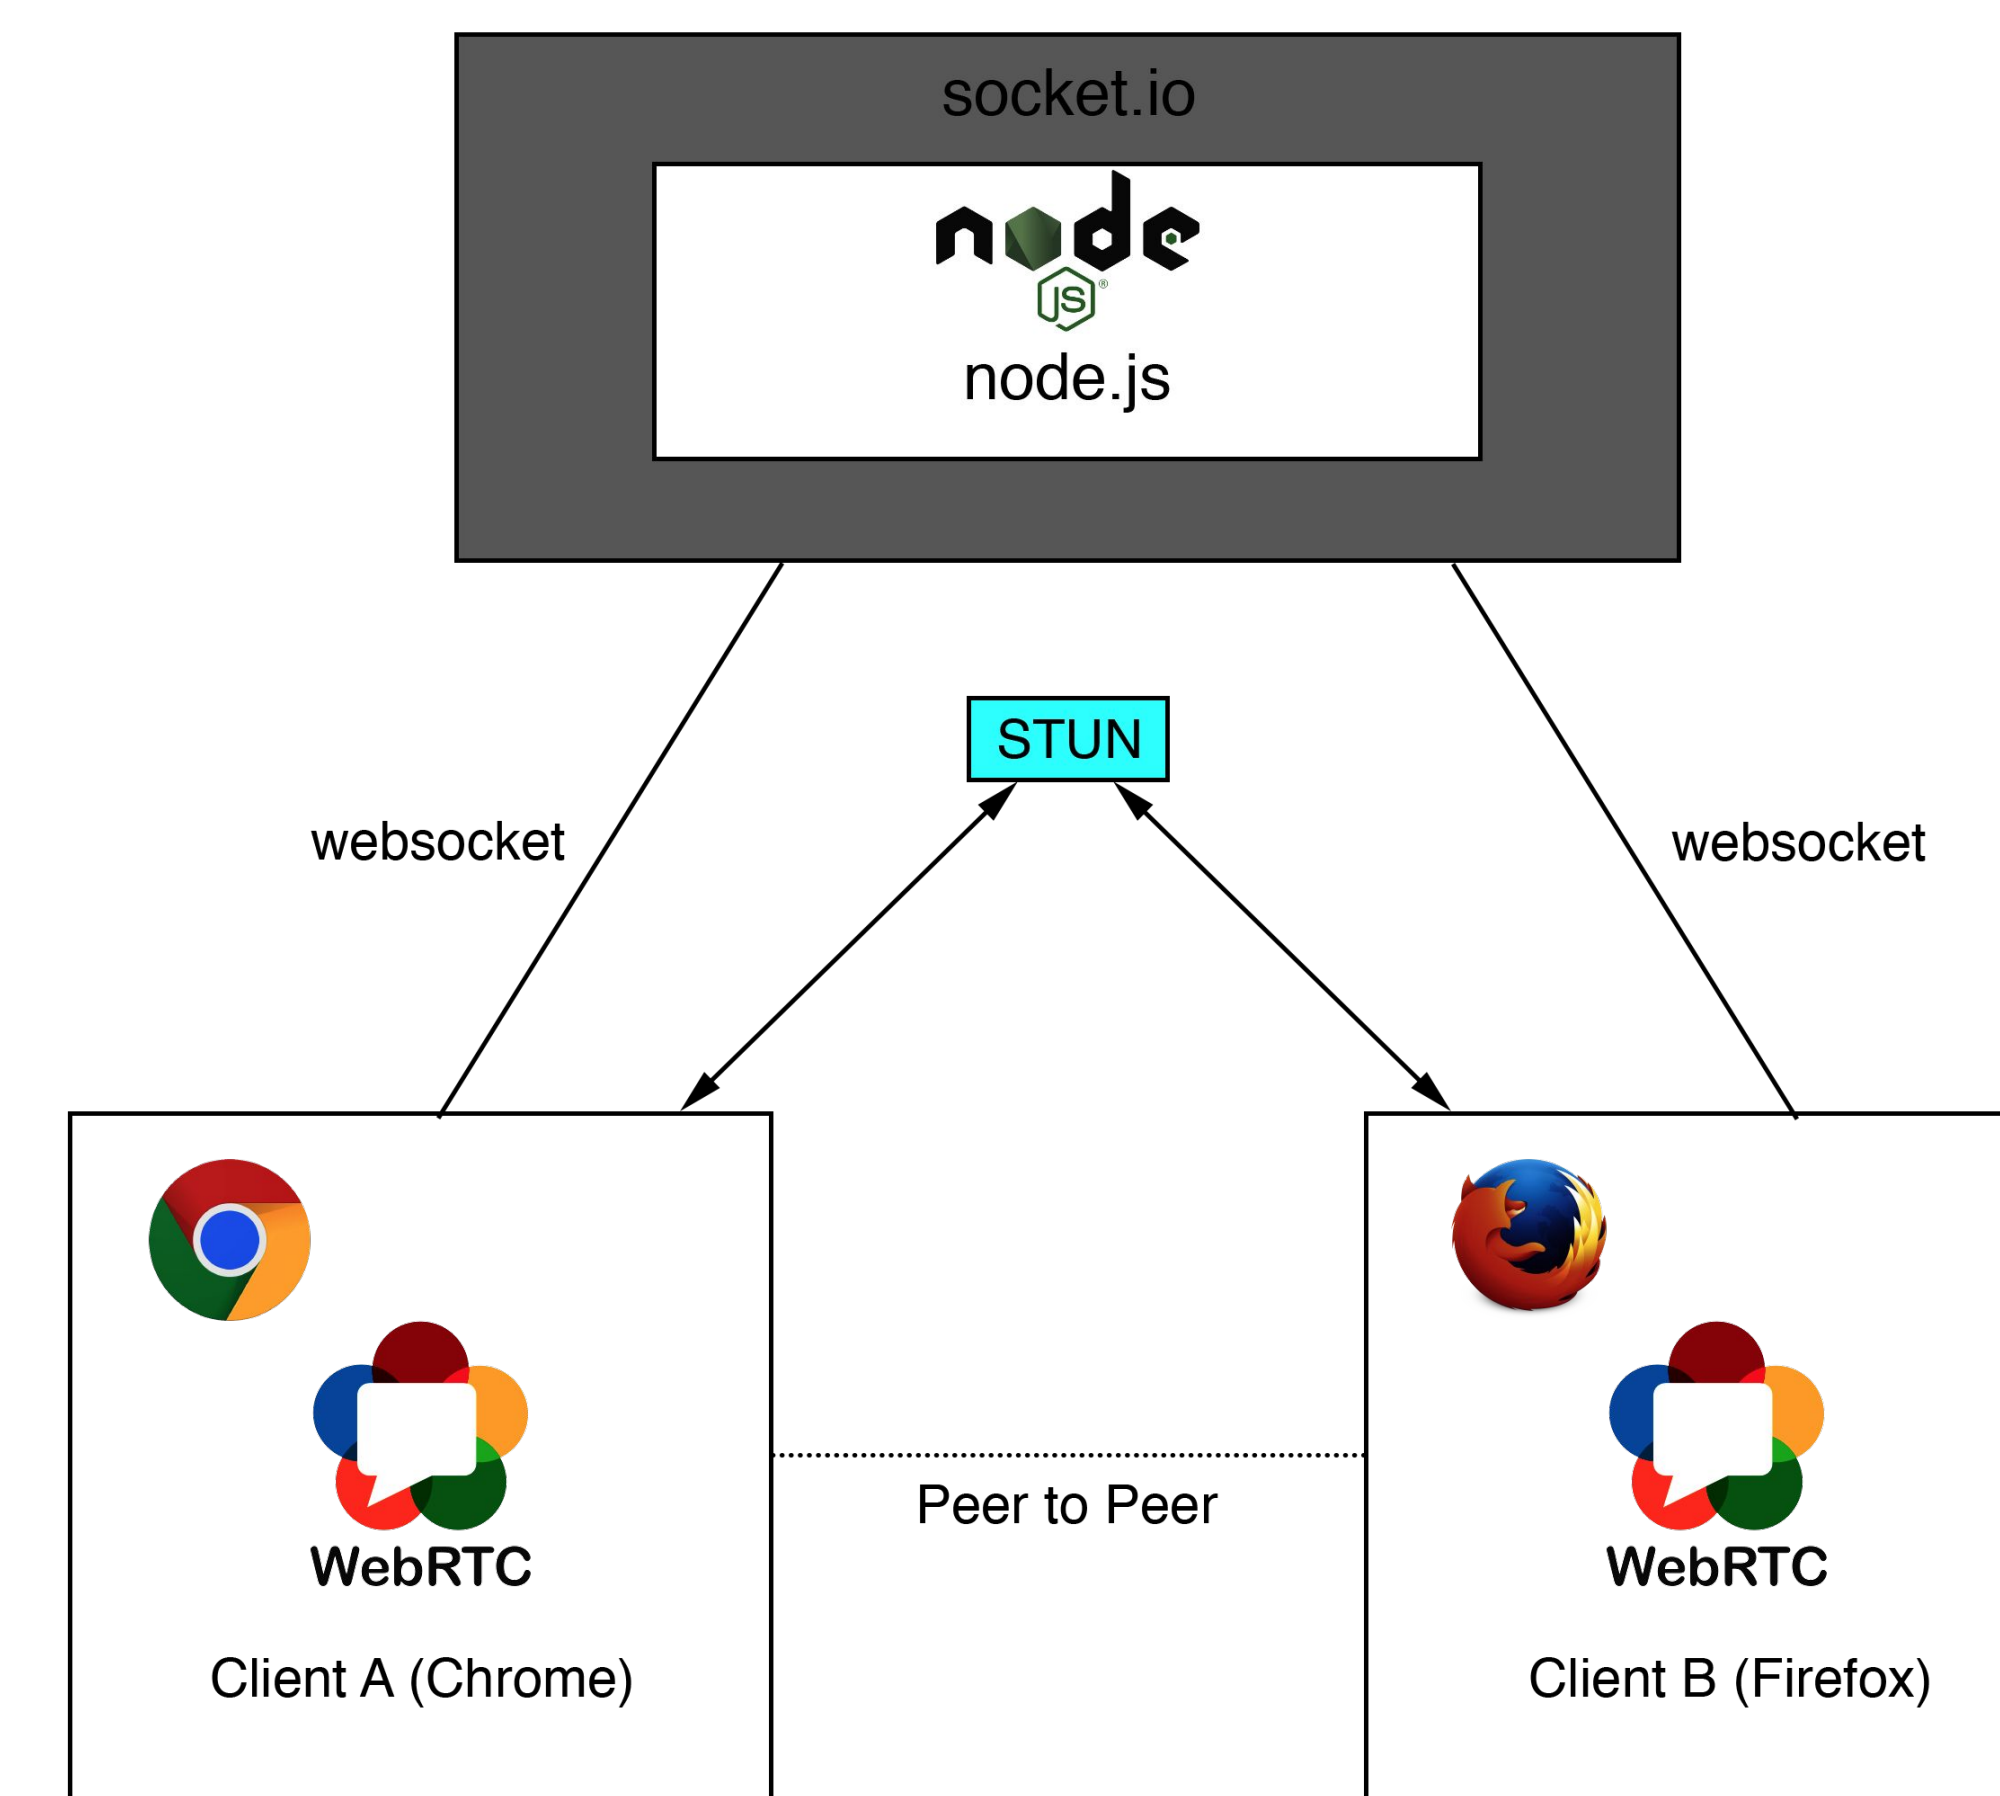 socket.io
node
JS
®
node.js
STUN
websocket
websocket
Peer to Peer
WebRTC
WebRTC
Client A (Chrome)
Client B (Firefox)